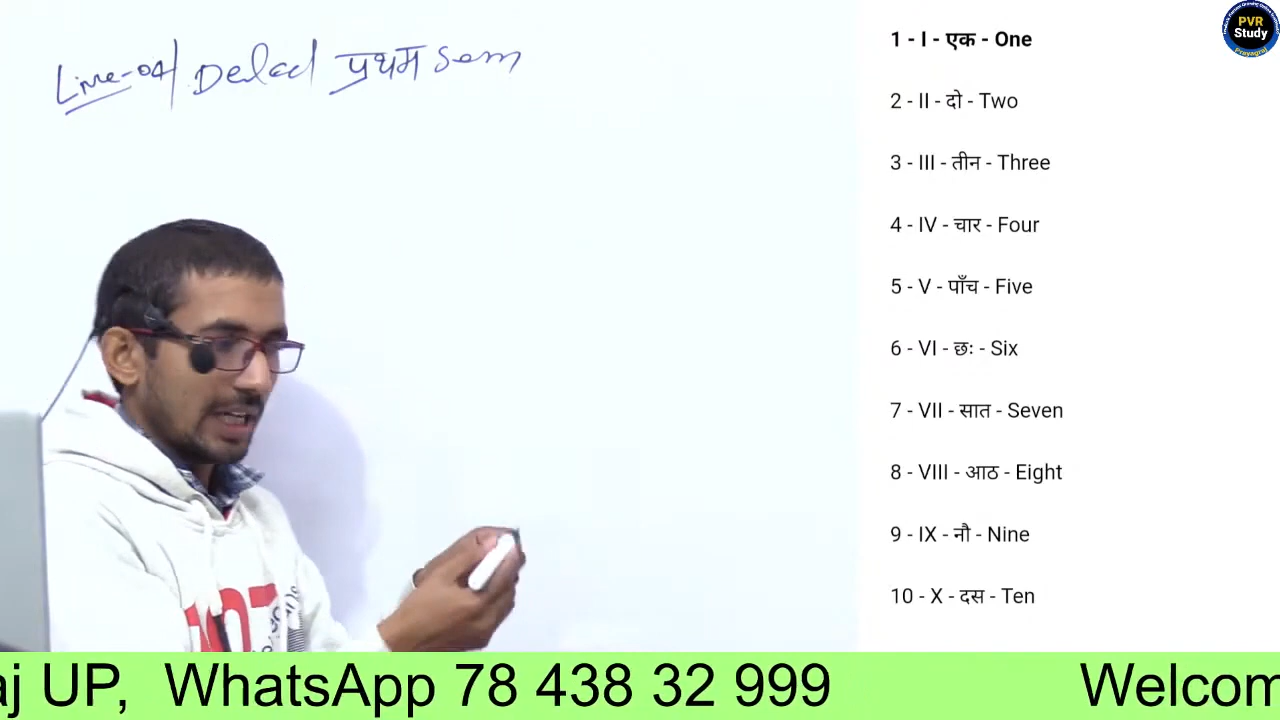 Live-04 Deled प्रथम Sem
PVR
Study
Prayagraj
1 - I - एक - One
2 - II - दो - Two
3 - III - तीन - Three
4 - IV - चार - Four
5 - V - पाँच - Five
6 - VI - छः - Six
7 - VII - सात - Seven
8 - VIII - आठ - Eight
9 - IX - नौ - Nine
10 - X - दस - Ten
aj UP, WhatsApp 78 438 32 999 Welcom